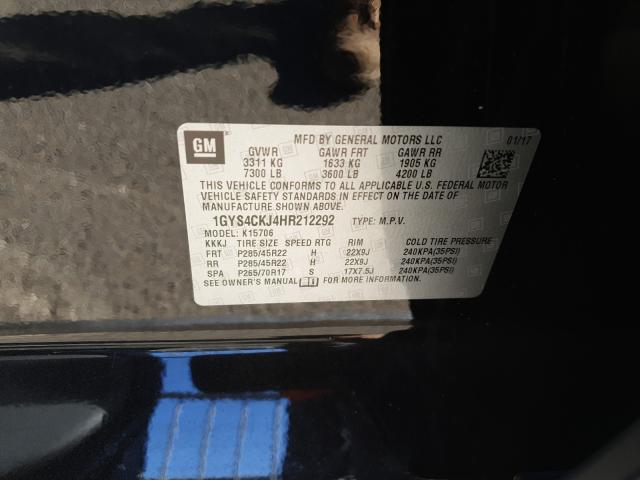 GM
MFD BY GENERAL MOTORS LLC 01/17
GVWR GAWR FRT GAWR RR
3311 KG 1633 KG 1905 KG
7300 LB 3600 LB 4200 LB
THIS VEHICLE CONFORMS TO ALL APPLICABLE U.S. FEDERAL MOTOR
VEHICLE SAFETY STANDARDS IN EFFECT ON THE DATE OF
MANUFACTURE SHOWN ABOVE.
1GYS4CKJ4HR212292 TYPE: M.P.V.
MODEL: K15706
KKKJ TIRE SIZE SPEED RTG RIM COLD TIRE PRESSURE
FRT P285/45R22 H 22X9J 240KPA(35PSI)
RR P285/45R22 H 22X9J 240KPA(35PSI)
SPA P265/70R17 S 17X7.5J 240KPA(35PSI)
SEE OWNER'S MANUAL FOR MORE INFORMATION.